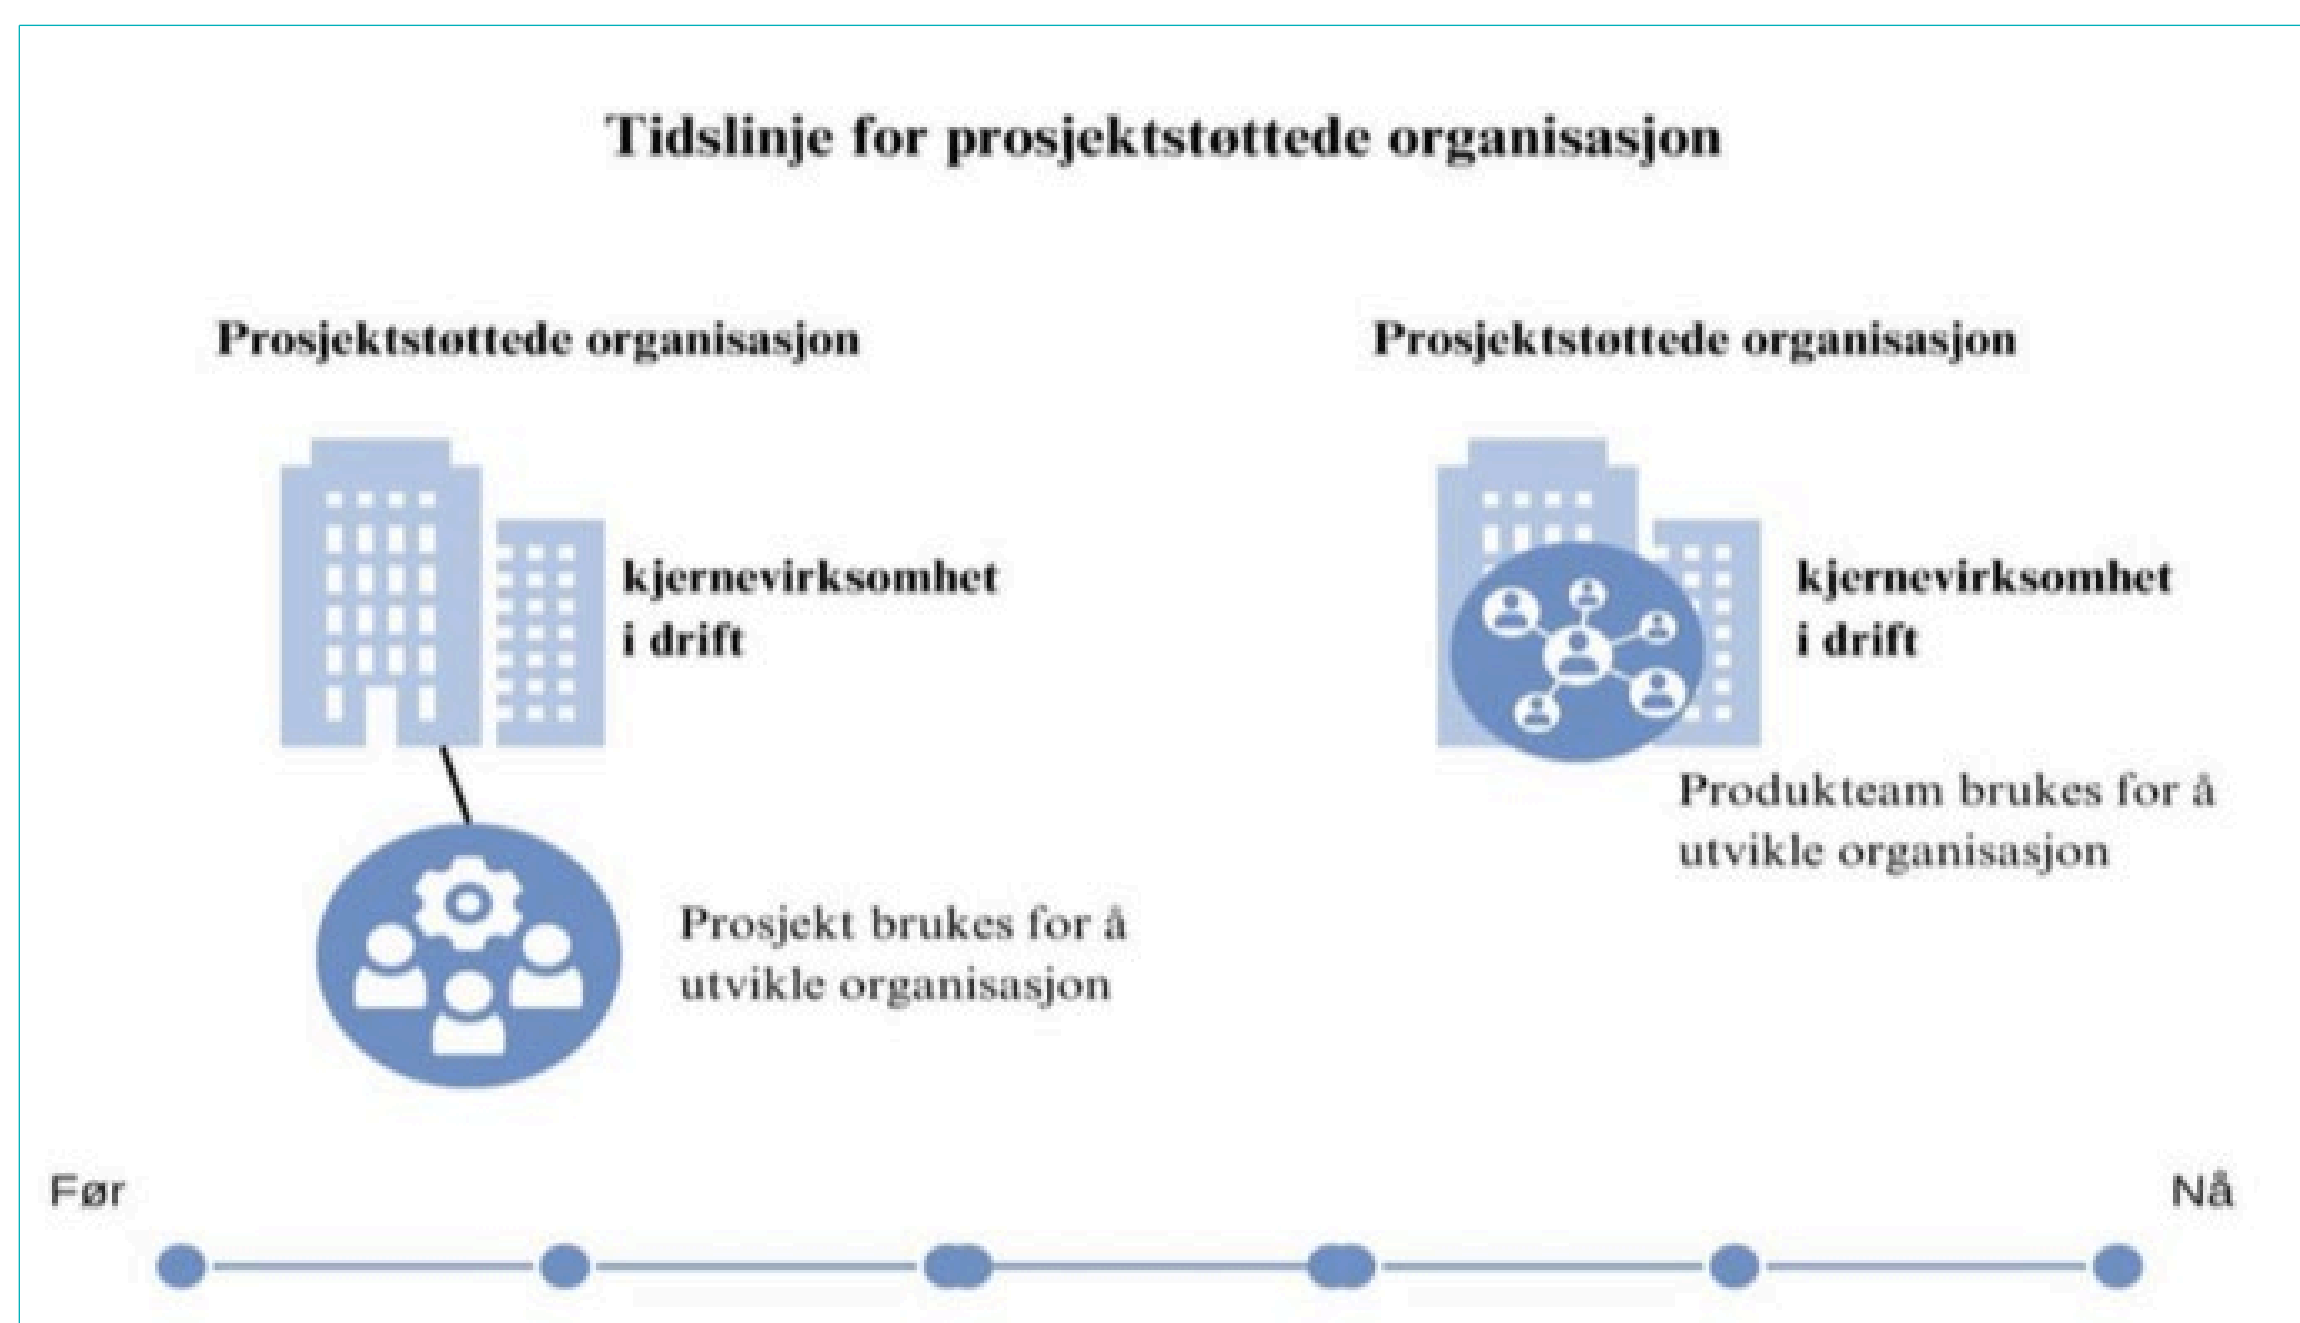 Tidslinje for prosjektstøttede organisasjon
Prosjektstøttede organisasjon
kjernevirksomhet
i drift
Prosjekt brukes for å
utvikle organisasjon
Prosjektstøttede organisasjon
kjernevirksomhet
i drift
Produkteam brukes for å
utvikle organisasjon
Før
Nå